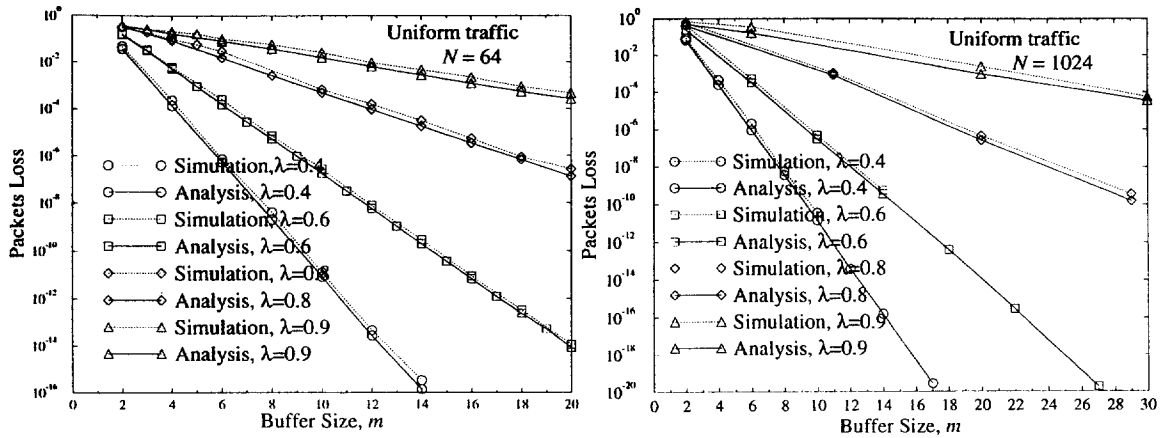 Uniform traffic
N = 64
Packets Loss
10^0
10^-2
10^-4
10^-6
10^-8
10^-10
10^-12
10^-14
10^-16
Simulation, λ=0.4
Analysis, λ=0.4
Simulation, λ=0.6
Analysis, λ=0.6
Simulation, λ=0.8
Analysis, λ=0.8
Simulation, λ=0.9
Analysis, λ=0.9
0 2 4 6 8 10 12 14 16 18 20
Buffer Size, m
Uniform traffic
N = 1024
Packets Loss
10^0
10^-2
10^-4
10^-6
10^-8
10^-10
10^-12
10^-14
10^-16
10^-18
10^-20
Simulation, λ=0.4
Analysis, λ=0.4
Simulation, λ=0.6
Analysis, λ=0.6
Simulation, λ=0.8
Analysis, λ=0.8
Simulation, λ=0.9
Analysis, λ=0.9
0 2 4 6 8 10 12 14 16 18 20 22 24 26 28 30
Buffer Size, m